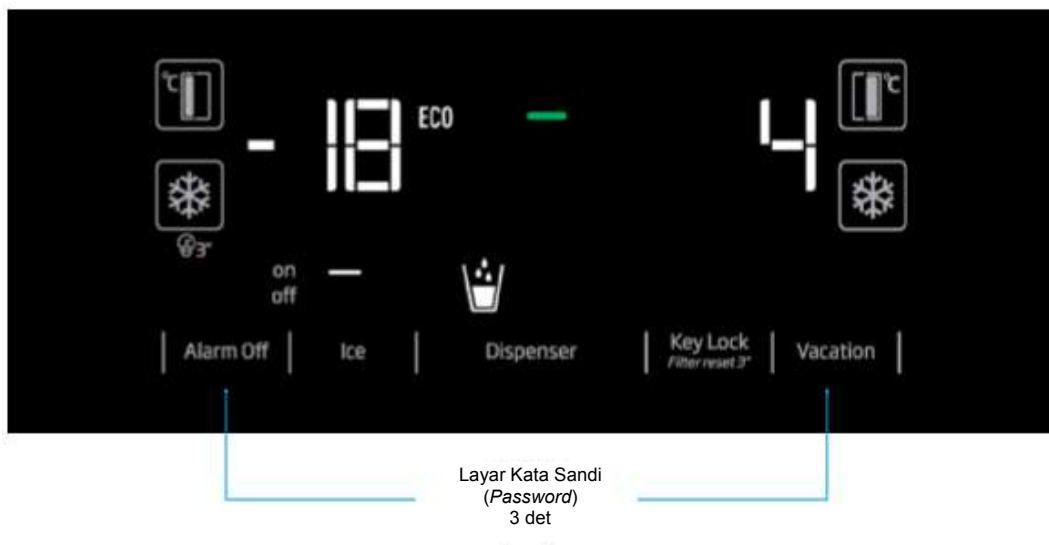 °C
°C
- 18 ECO
4
3"
on
off
Alarm Off
Ice
Dispenser
Key Lock
Filter reset 3"
Vacation
Layar Kata Sandi
(Password)
3 det